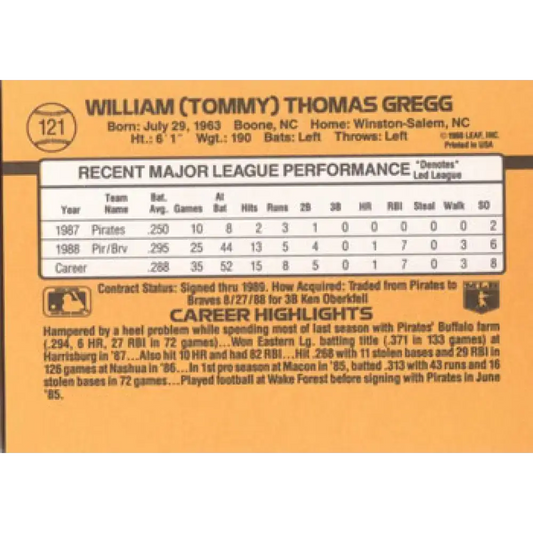 121
WILLIAM (TOMMY) THOMAS GREGG
Born: July 29, 1963 Boone, NC Home: Winston-Salem, NC
Ht.: 6' 1" Wgt.: 190 Bats: Left Throws: Left
© 1988 LEAF, INC.
Printed in USA
RECENT MAJOR LEAGUE PERFORMANCE
"Denotes"
Led League
Year Team Name Bat. Avg. Games At Bat Hits Runs 2B 3B HR RBI Steal Walk SO
1987 Pirates .250 10 8 2 3 1 0 0 0 0 0 2
1988 Pir/Brv .295 25 44 13 5 4 0 1 7 0 3 6
Career .288 35 52 15 8 5 0 1 7 0 3 8
Contract Status: Signed thru 1989. How Acquired: Traded from Pirates to
Braves 8/27/88 for 3B Ken Oberkfell
CAREER HIGHLIGHTS
Hampered by a heel problem while spending most of last season with Pirates' Buffalo farm
(.294, 6 HR, 27 RBI in 72 games)...Won Eastern Lg. batting title (.371 in 133 games) at
Harrisburg in '87...Also hit 10 HR and had 82 RBI...Hit .268 with 11 stolen bases and 29 RBI in
126 games at Nashua in '86...In 1st pro season at Macon in '85, batted .313 with 43 runs and 16
stolen bases in 72 games...Played football at Wake Forest before signing with Pirates in June
'85.